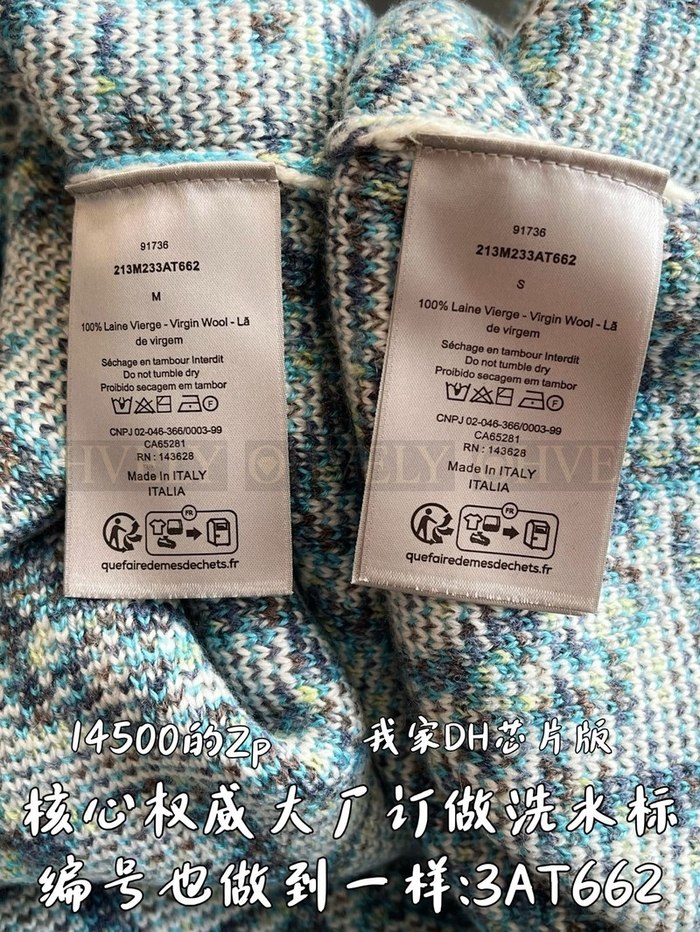 91736
213M233AT662
M
100% Laine Vierge - Virgin Wool - Lã
de virgem
Séchage en tambour Interdit
Do not tumble dry
Proibido secagem em tambor
CNPJ 02-046-366/0003-99
CA65281
RN : 143628
Made In ITALY
ITALIA
FR
quefairedemesdechets.fr
91736
213M233AT662
S
100% Laine Vierge - Virgin Wool - Lã
de virgem
Séchage en tambour Interdit
Do not tumble dry
Proibido secagem em tambor
CNPJ 02-046-366/0003-99
CA65281
RN : 143628
Made In ITALY
ITALIA
FR
quefairedemesdechets.fr
14500的Zp
我家DH芯片版
核心权威大厂订做洗水标
编号也做到一样:3AT662